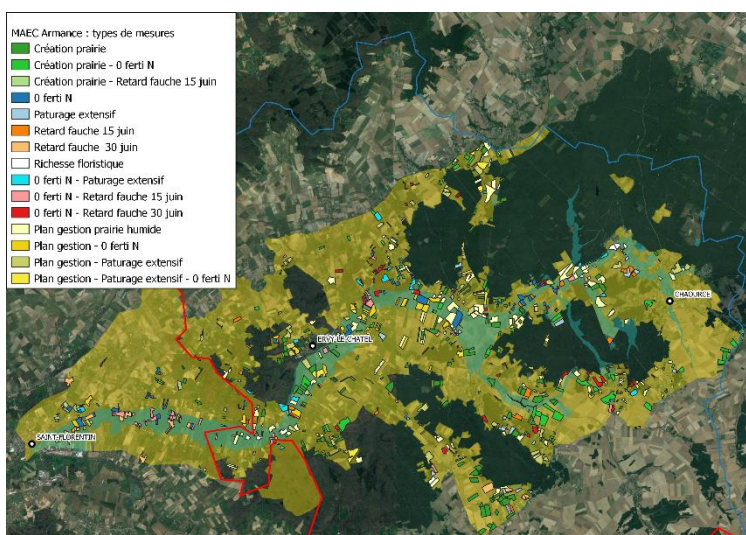 MAEC Armance : types de mesures
Création prairie
Création prairie - 0 ferti N
Création prairie - Retard fauche 15 juin
0 ferti N
Paturage extensif
Retard fauche 15 juin
Retard fauche 30 juin
Richesse floristique
0 ferti N - Paturage extensif
0 ferti N - Retard fauche 15 juin
0 ferti N - Retard fauche 30 juin
Plan gestion prairie humide
Plan gestion - 0 ferti N
Plan gestion - Paturage extensif
Plan gestion - Paturage extensif - 0 ferti N
CHAOURCE
ERVY-LE-CHATEL
SAINT-FLORENTIN